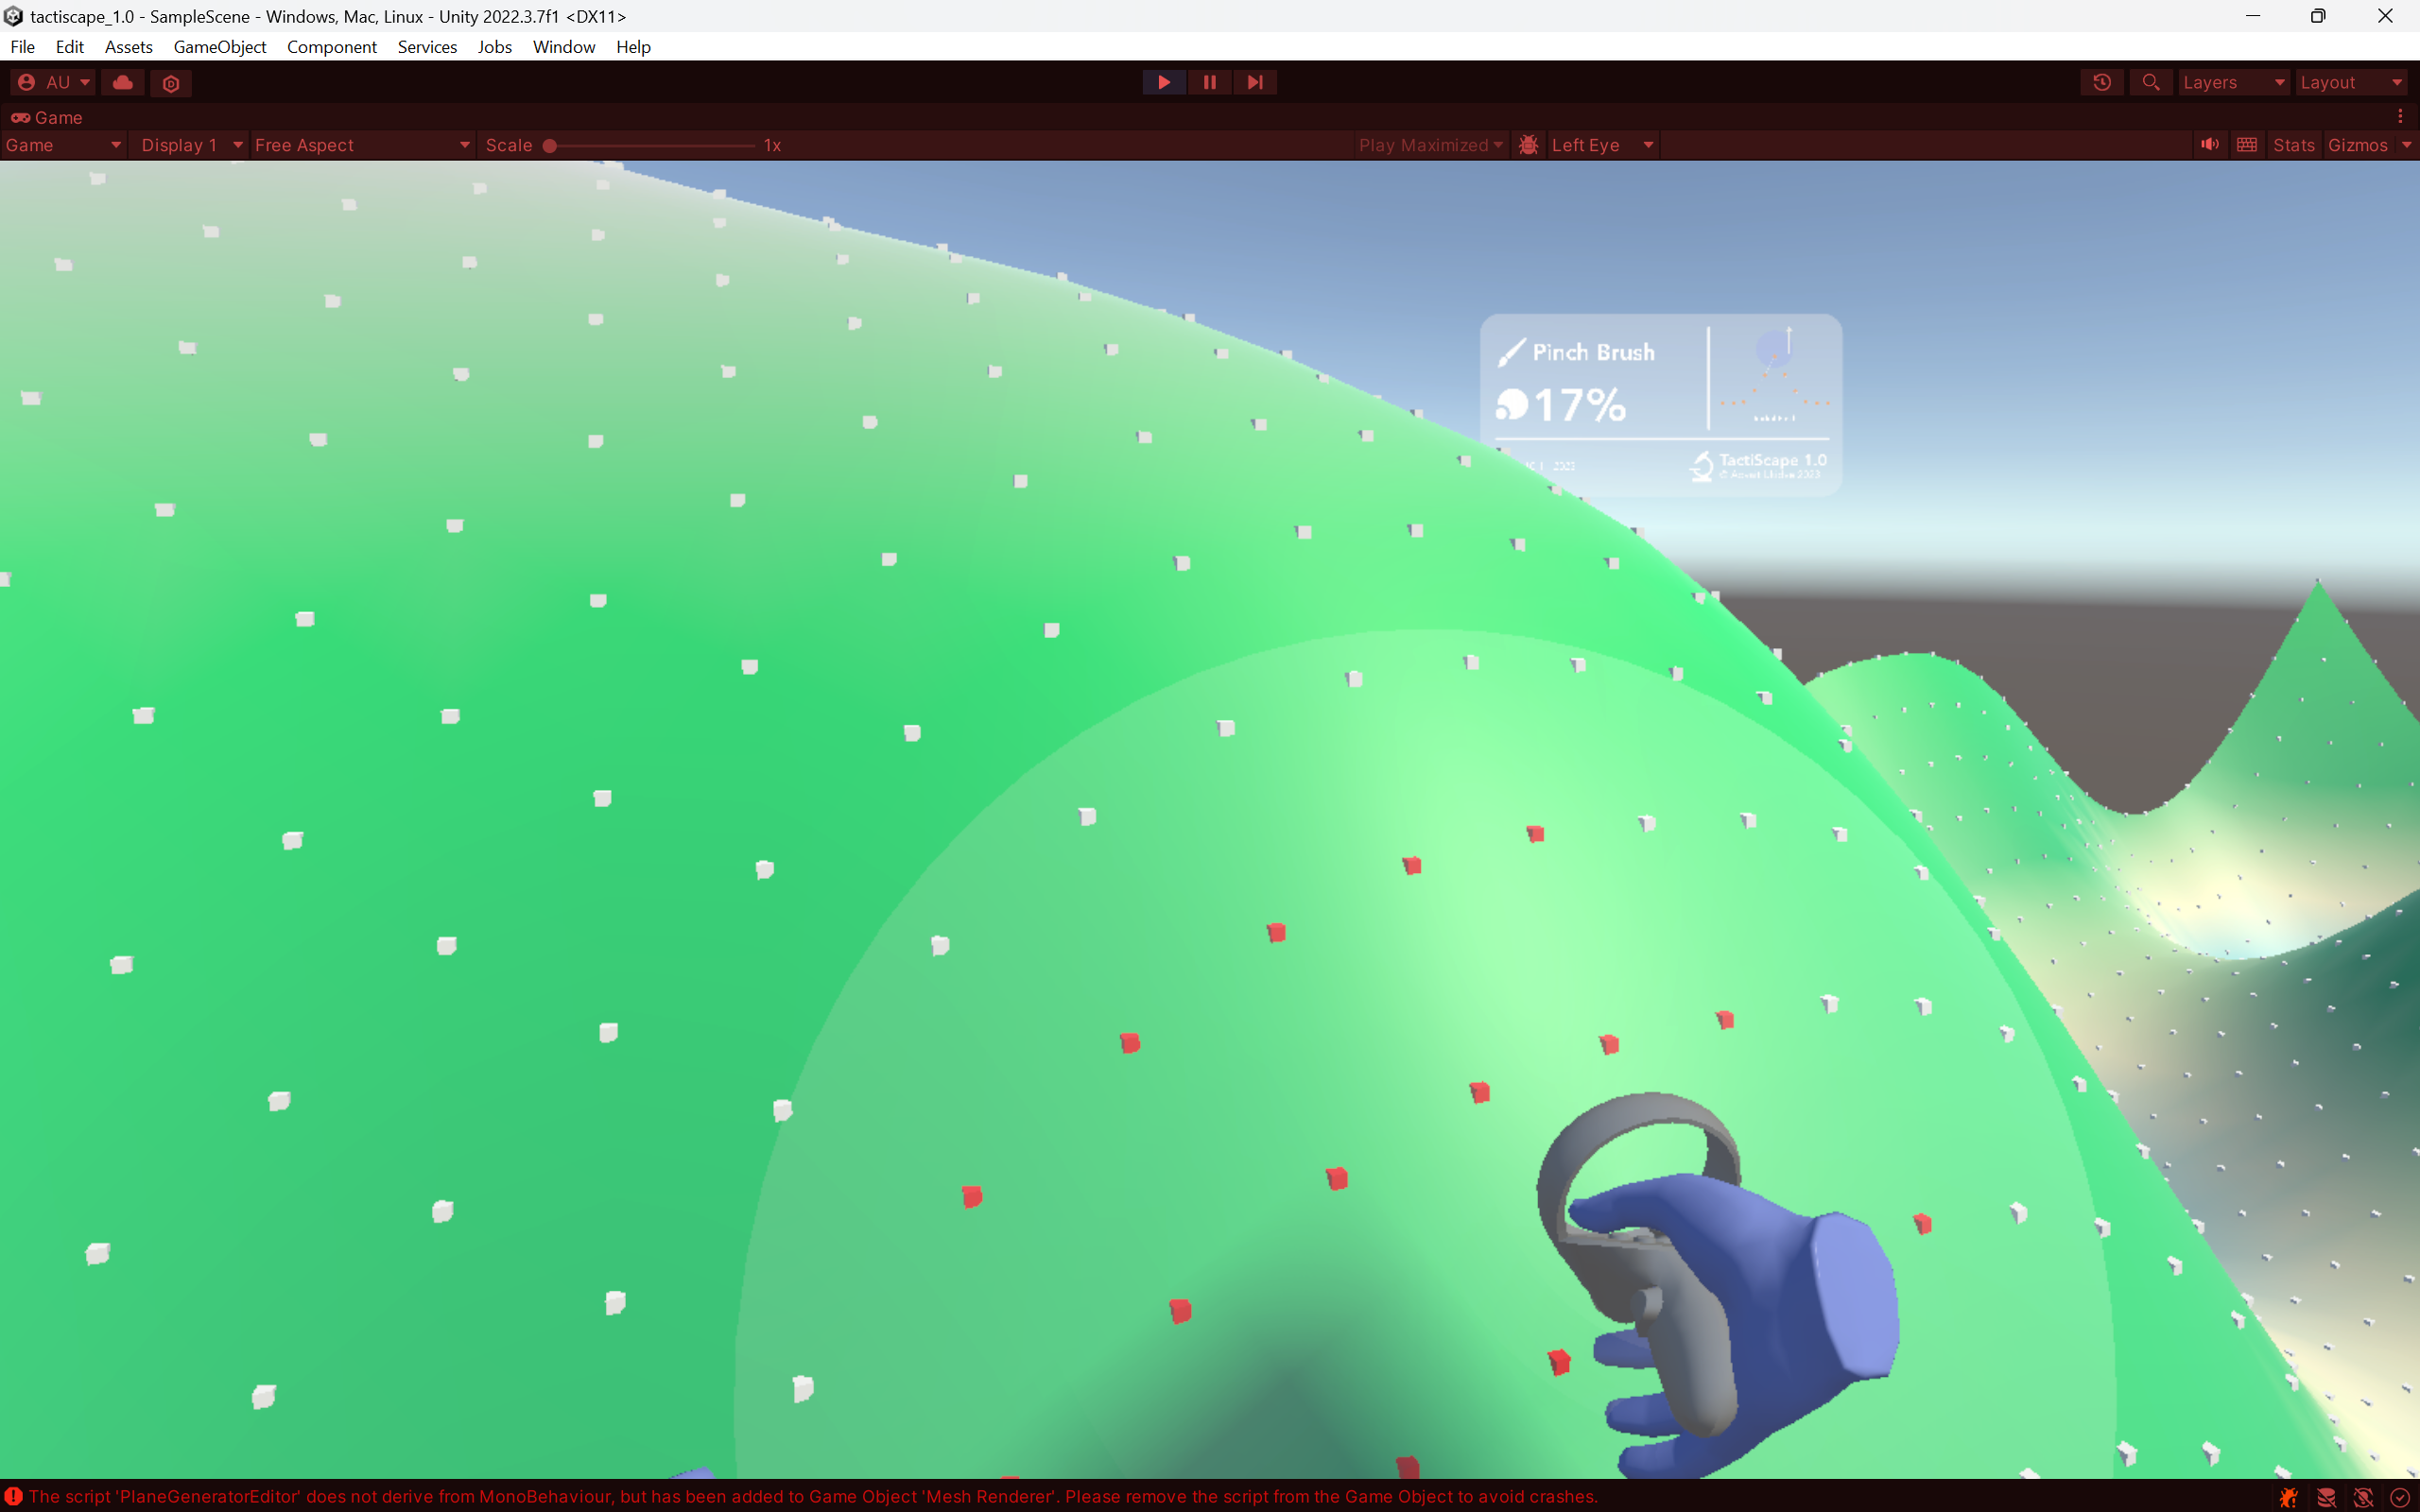 tactiscape_1.0 - SampleScene - Windows, Mac, Linux - Unity 2022.3.7f1 <DX11>
File Edit Assets GameObject Component Services Jobs Window Help
AU Layers Layout
Game
Game Display 1 Free Aspect Scale 1x Play Maximized Left Eye Stats Gizmos
Pinch Brush
17%
2023
TactiScape 1.0
2023
The script 'PlaneGeneratorEditor' does not derive from MonoBehaviour, but has been added to Game Object 'Mesh Renderer'. Please remove the script from the Game Object to avoid crashes.